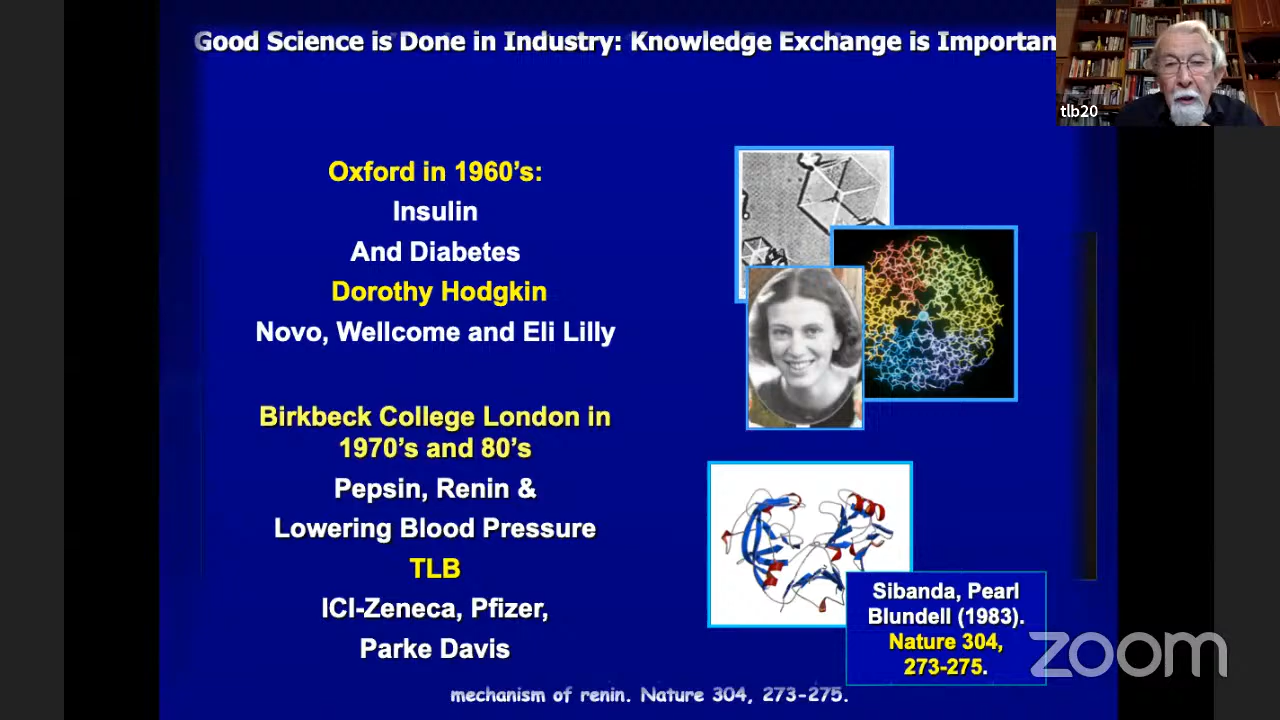 Good Science is Done in Industry: Knowledge Exchange is Importan
tlb20
Oxford in 1960’s:
Insulin
And Diabetes
Dorothy Hodgkin
Novo, Wellcome and Eli Lilly
Birkbeck College London in
1970’s and 80’s
Pepsin, Renin &
Lowering Blood Pressure
TLB
ICI-Zeneca, Pfizer,
Parke Davis
Sibanda, Pearl
Blundell (1983).
Nature 304,
273-275.
zoom
mechanism of renin. Nature 304, 273-275.